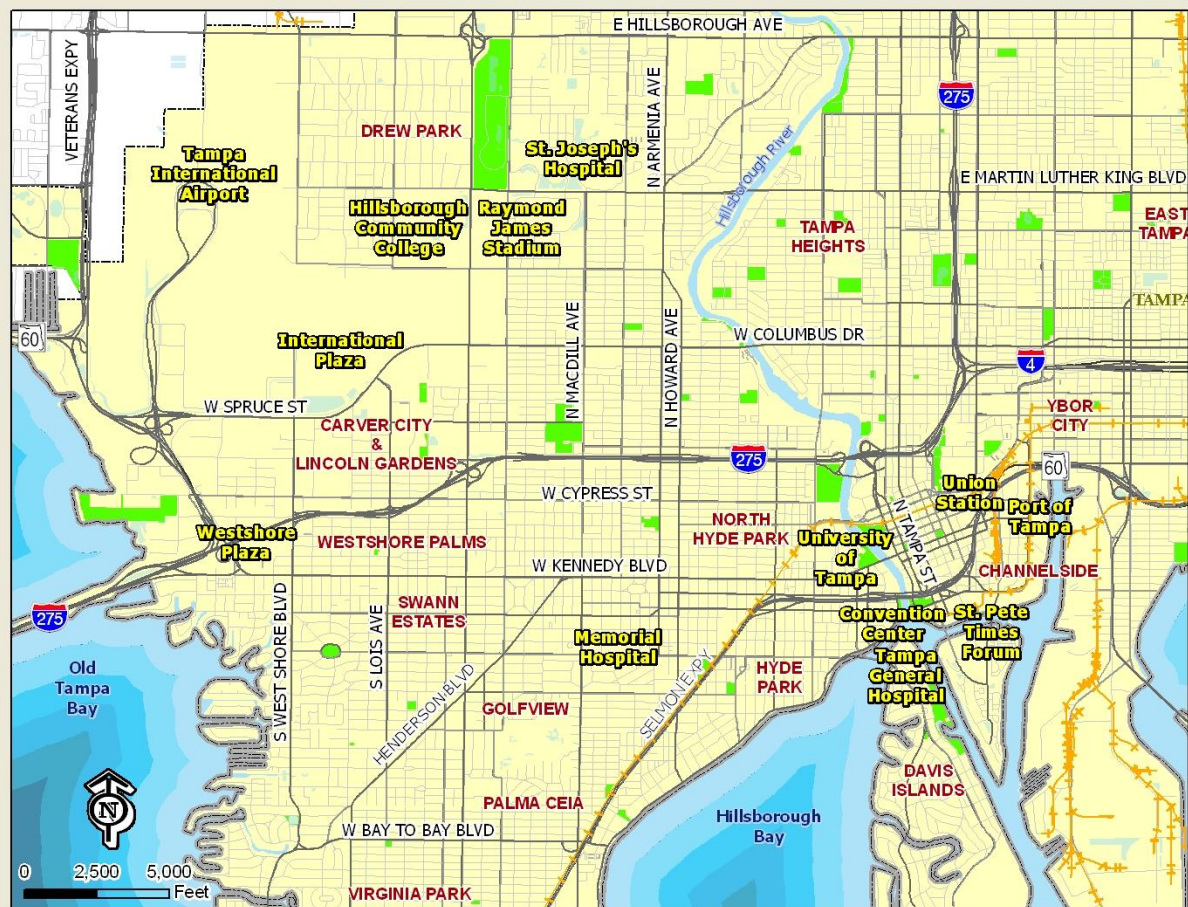 E HILLSBOROUGH AVE
VETERANS EXPY
275
DREW PARK
N ARMENIA AVE
Hillsborough River
St. Joseph's
Hospital
Tampa
International
Airport
E MARTIN LUTHER KING BLVD
Hillsborough
Community
College
Raymond
James
Stadium
TAMPA
HEIGHTS
EAST
TAMPA
TAMPA
60
International
Plaza
N MACDILL AVE
N HOWARD AVE
W COLUMBUS DR
4
W SPRUCE ST
CARVER CITY
&
LINCOLN GARDENS
YBOR
CITY
275
60
W CYPRESS ST
Union
Station
Port of
Tampa
N TAMPA ST
Westshore
Plaza
WESTSHORE PALMS
NORTH
HYDE PARK
University
of
Tampa
W KENNEDY BLVD
CHANNELSIDE
275
S WEST SHORE BLVD
S LOIS AVE
SWANN
ESTATES
Memorial
Hospital
Convention
Center
St. Pete
Times
Forum
Tampa
General
Hospital
Old
Tampa
Bay
HENDERSON BLVD
GOLFVIEW
SELMON EXPY
HYDE
PARK
DAVIS
ISLANDS
N
PALMA CEIA
W BAY TO BAY BLVD
Hillsborough
Bay
0 2,500 5,000
Feet
VIRGINIA PARK